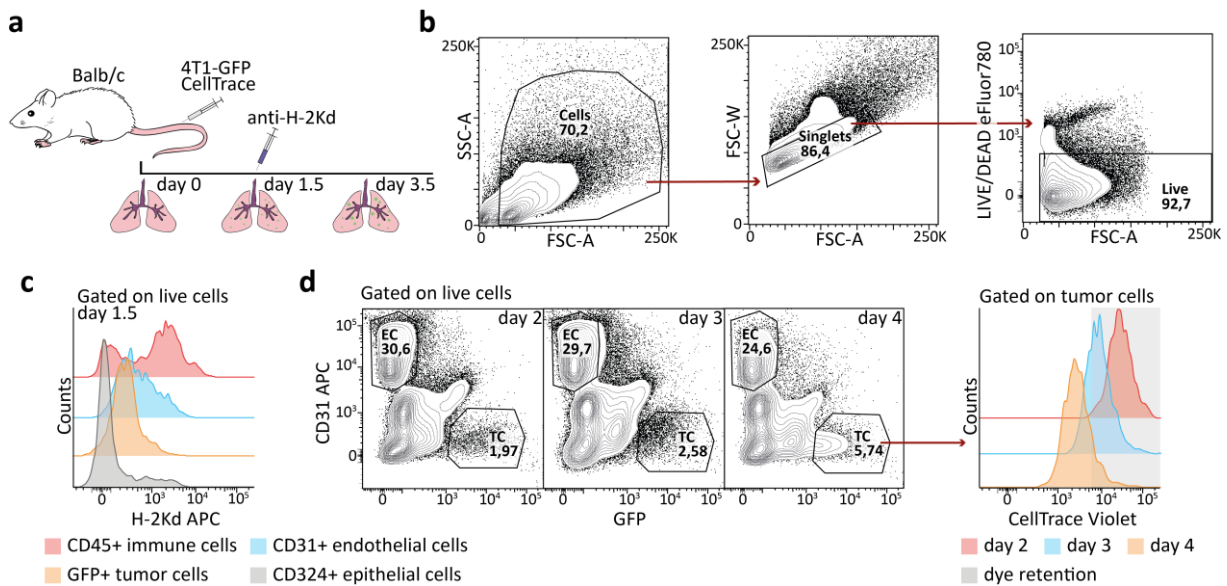 a
Balb/c
4T1-GFP
CellTrace
anti-H-2Kd
day 0
day 1.5
day 3.5
b
250K
SSC-A
0
Cells
70,2
0
FSC-A
250K
250K
FSC-W
0
Singlets
86,4
0
FSC-A
250K
LIVE/DEAD eFluor780
10⁵
10⁴
10³
0
Live
92,7
0
FSC-A
250K
c
Gated on live cells
day 1.5
Counts
0
10³
10⁴
10⁵
H-2Kd APC
CD45+ immune cells
CD31+ endothelial cells
GFP+ tumor cells
CD324+ epithelial cells
d
Gated on live cells
CD31 APC
10⁵
10⁴
10³
0
day 2
EC
30,6
TC
1,97
10³
10⁴
10⁵
day 3
EC
29,7
TC
2,58
10³
10⁴
10⁵
day 4
EC
24,6
TC
5,74
10³
10⁴
10⁵
GFP
Gated on tumor cells
Counts
0
10³
10⁴
10⁵
CellTrace Violet
day 2
day 3
day 4
dye retention